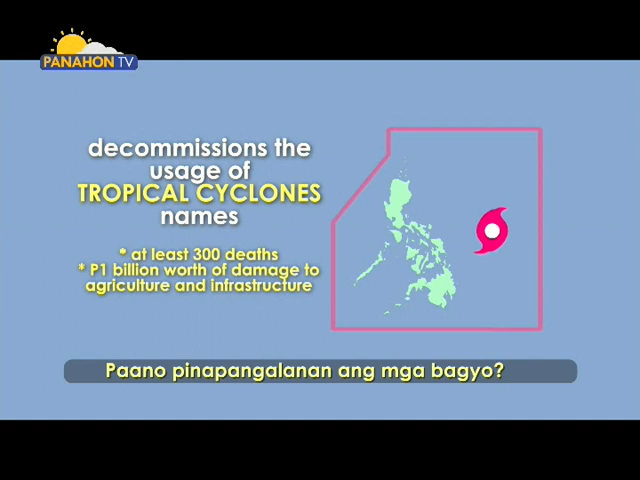 PANAHON TV
decommissions the
usage of
TROPICAL CYCLONES
names
* at least 300 deaths
* P1 billion worth of damage to
agriculture and infrastructure
Paano pinapangalanan ang mga bagyo?